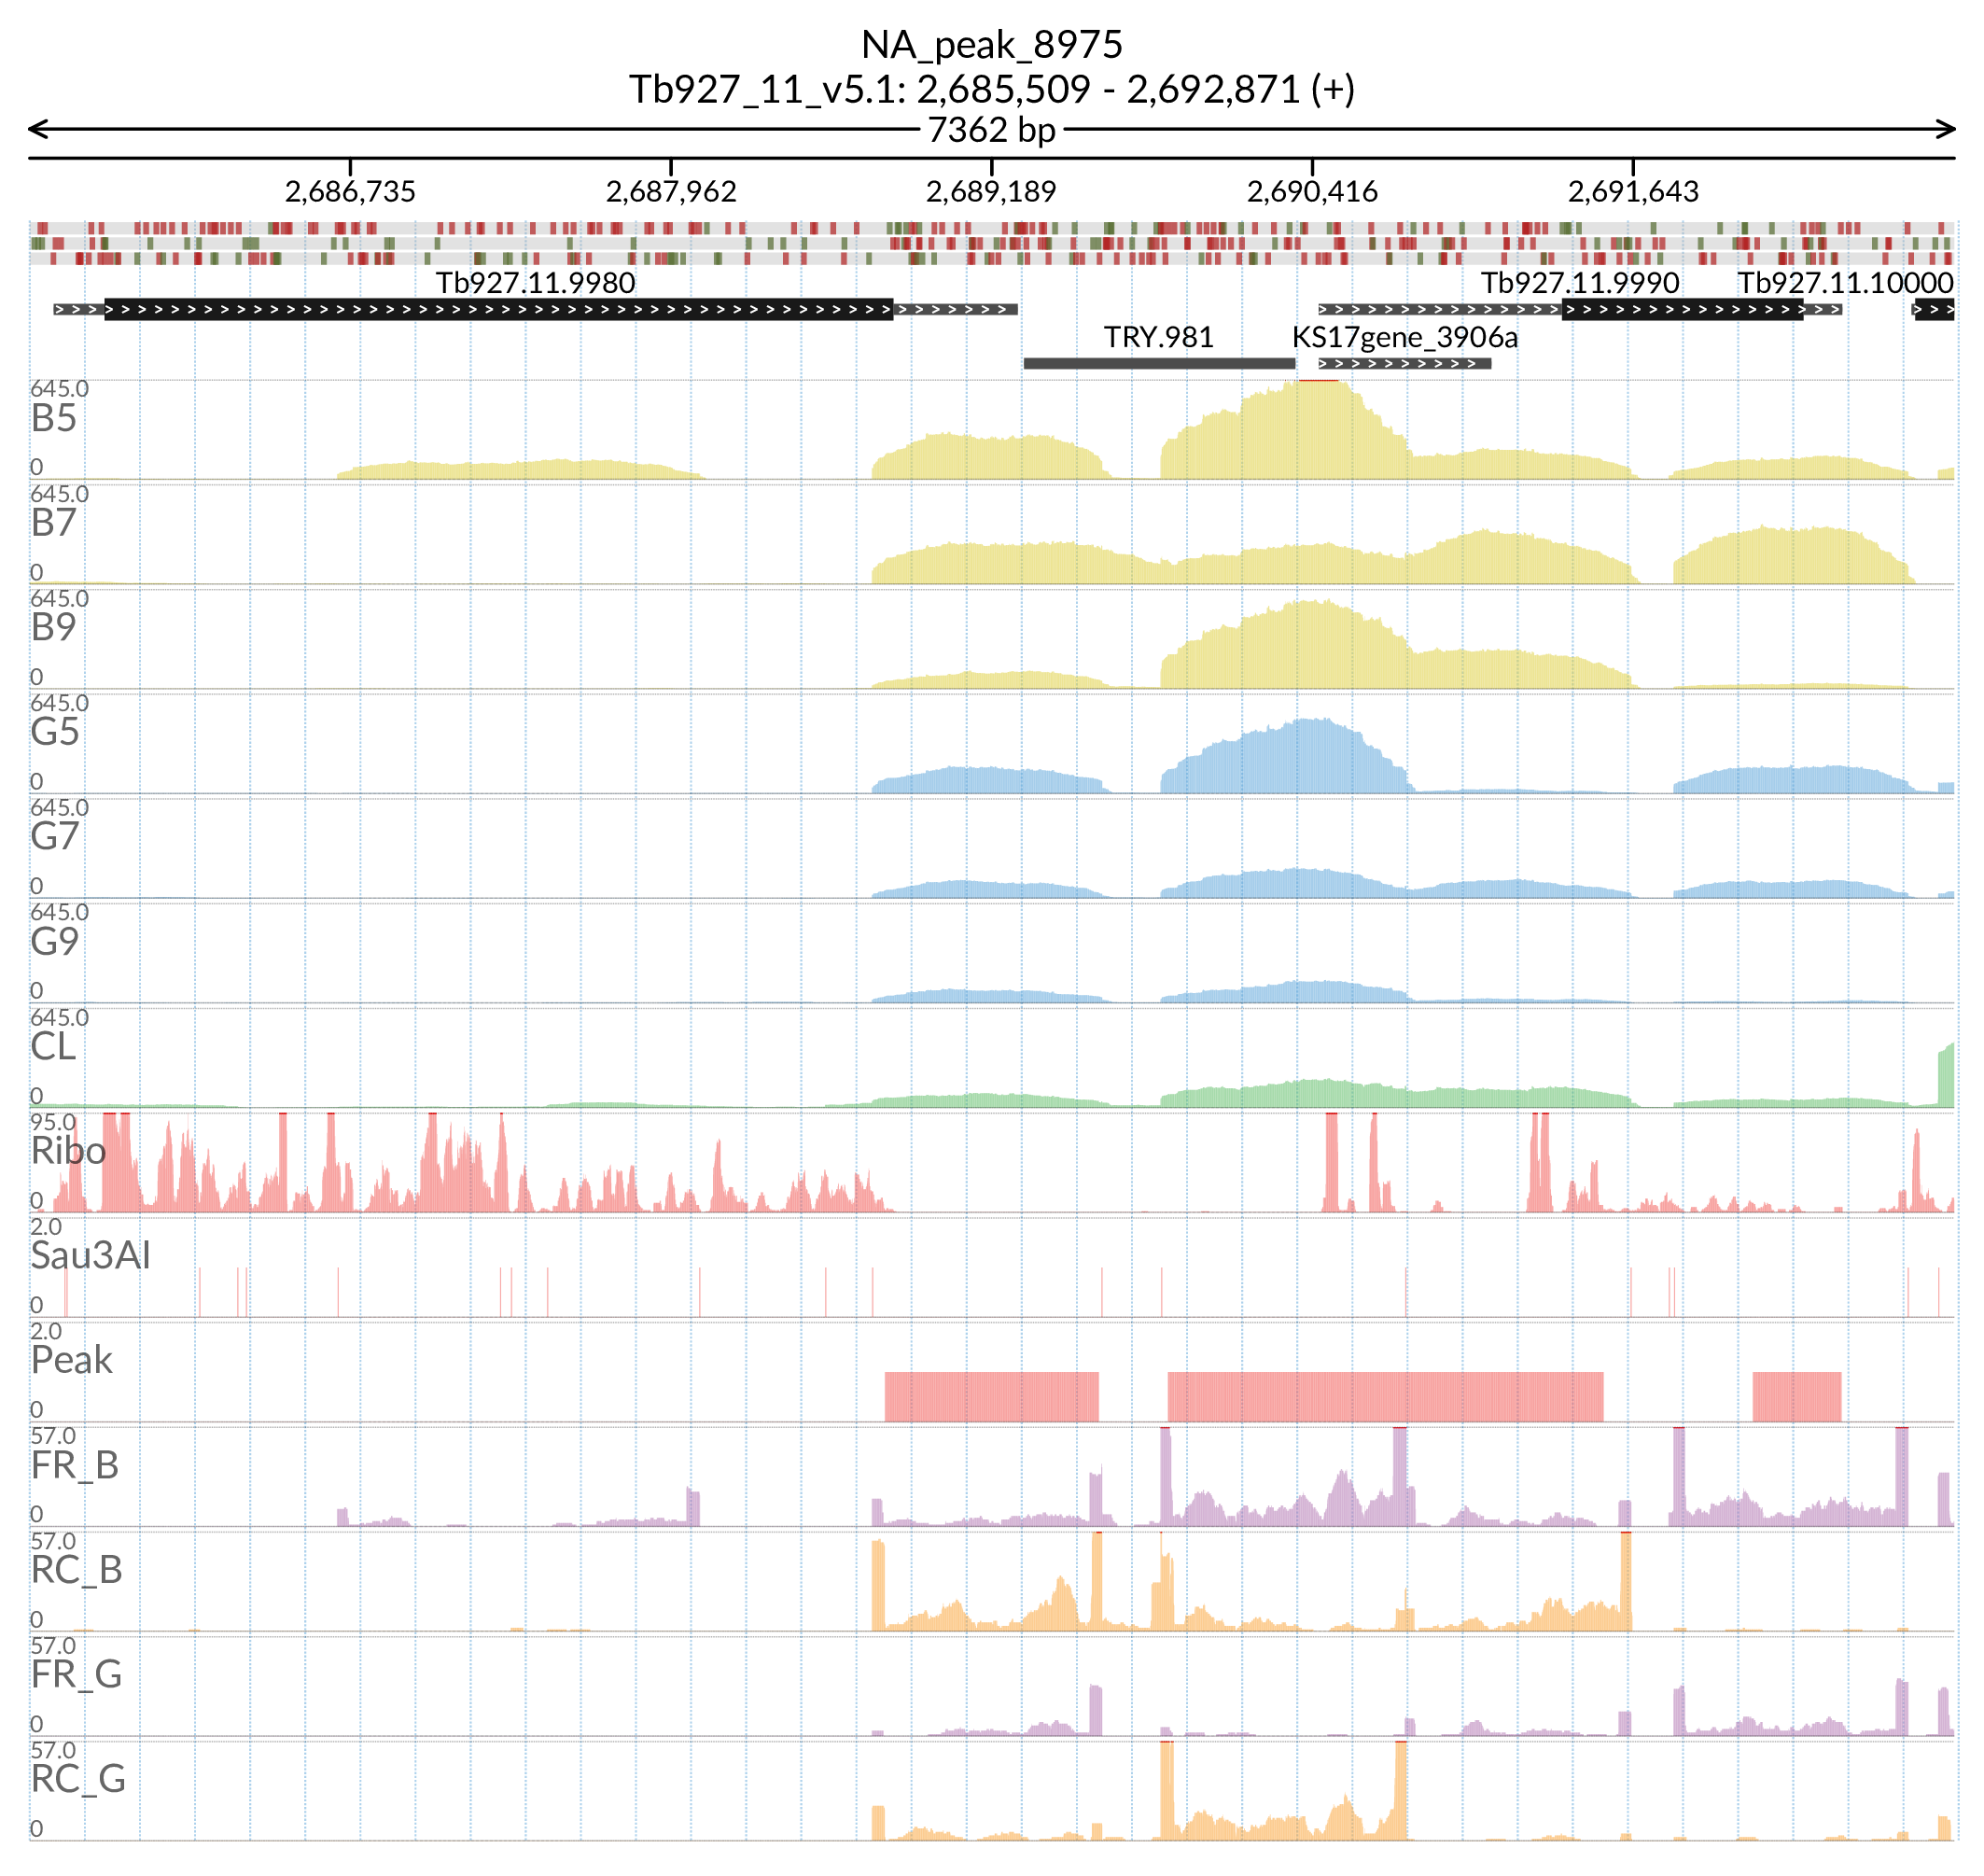 NA_peak_8975
Tb927_11_v5.1: 2,685,509 - 2,692,871 (+)
7362 bp
2,686,735 2,687,962 2,689,189 2,690,416 2,691,643
Tb927.11.9980 Tb927.11.9990 Tb927.11.10000
TRY.981 KS17gene_3906a
645.0
B5
0
645.0
B7
0
645.0
B9
0
645.0
G5
0
645.0
G7
0
645.0
G9
0
645.0
CL
0
95.0
Ribo
0
2.0
Sau3AI
0
2.0
Peak
0
57.0
FR_B
0
57.0
RC_B
0
57.0
FR_G
0
57.0
RC_G
0